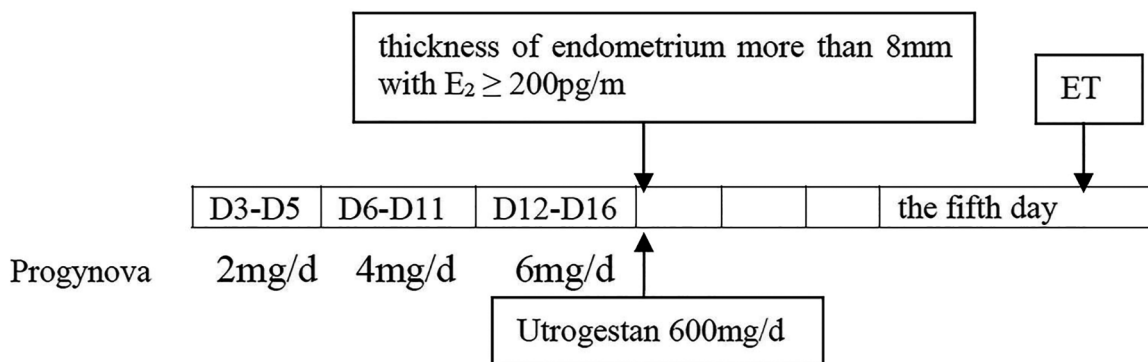 thickness of endometrium more than 8mm
with E₂ ≥ 200pg/m
ET
D3-D5 D6-D11 D12-D16 the fifth day
Progynova 2mg/d 4mg/d 6mg/d
Utrogestan 600mg/d